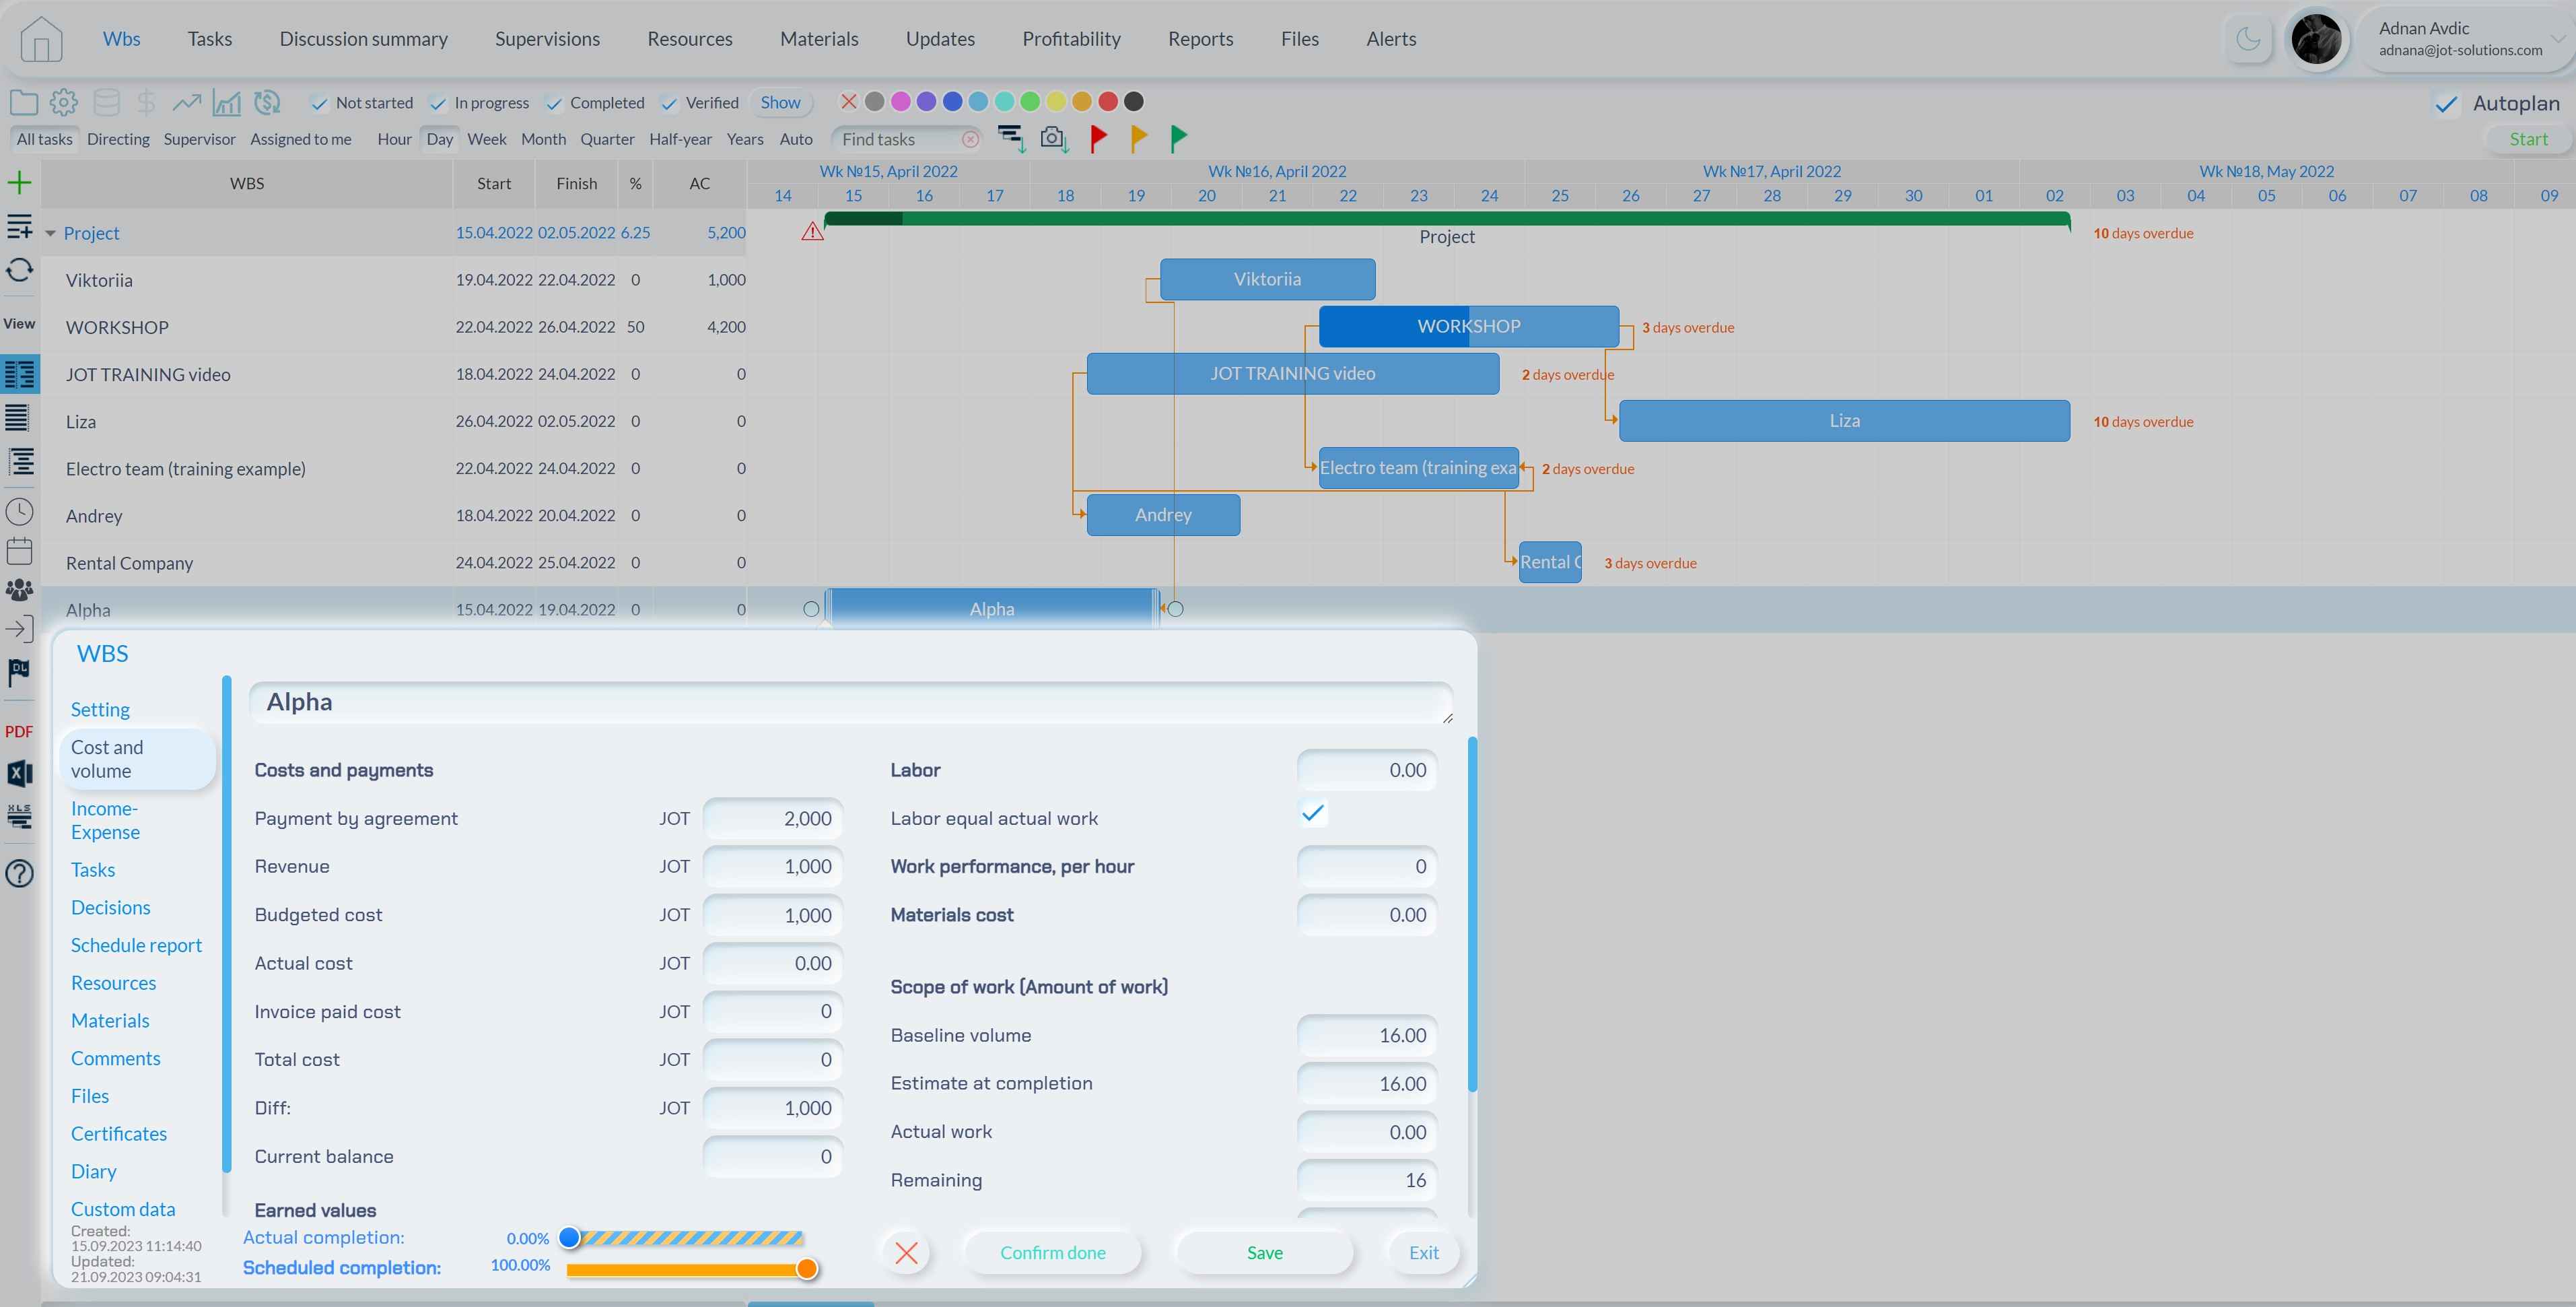 Wbs Tasks Discussion summary Supervisions Resources Materials Updates Profitability Reports Files Alerts
Adnan Avdic
adnana@jot-solutions.com
Not started In progress Completed Verified Show
Autoplan
All tasks Directing Supervisor Assigned to me Hour Day Week Month Quarter Half-year Years Auto Find tasks
Start
WBS Start Finish % AC
Wk №15, April 2022 Wk №16, April 2022 Wk №17, April 2022 Wk №18, May 2022
14 15 16 17 18 19 20 21 22 23 24 25 26 27 28 29 30 01 02 03 04 05 06 07 08 09
Project 15.04.2022 02.05.2022 6.25 5,200 Project 10 days overdue
Viktoriia 19.04.2022 22.04.2022 0 1,000 Viktoriia
View
WORKSHOP 22.04.2022 26.04.2022 50 4,200 WORKSHOP 3 days overdue
JOT TRAINING video 18.04.2022 24.04.2022 0 0 JOT TRAINING video 2 days overdue
Liza 26.04.2022 02.05.2022 0 0 Liza 10 days overdue
Electro team (training example) 22.04.2022 24.04.2022 0 0 Electro team (training exa 2 days overdue
Andrey 18.04.2022 20.04.2022 0 0 Andrey
Rental Company 24.04.2022 25.04.2022 0 0 Rental C 3 days overdue
Alpha 15.04.2022 19.04.2022 0 0 Alpha
DL
PDF
X
XLS
WBS
Setting
Cost and
volume
Income-
Expense
Tasks
Decisions
Schedule report
Resources
Materials
Comments
Files
Certificates
Diary
Custom data
Created:
15.09.2023 11:14:40
Updated:
21.09.2023 09:04:31
Alpha
Costs and payments
Payment by agreement JOT 2,000
Revenue JOT 1,000
Budgeted cost JOT 1,000
Actual cost JOT 0.00
Invoice paid cost JOT 0
Total cost JOT 0
Diff: JOT 1,000
Current balance 0
Earned values
Actual completion: 0.00%
Scheduled completion: 100.00%
Labor 0.00
Labor equal actual work
Work performance, per hour 0
Materials cost 0.00
Scope of work (Amount of work)
Baseline volume 16.00
Estimate at completion 16.00
Actual work 0.00
Remaining 16
Confirm done Save Exit